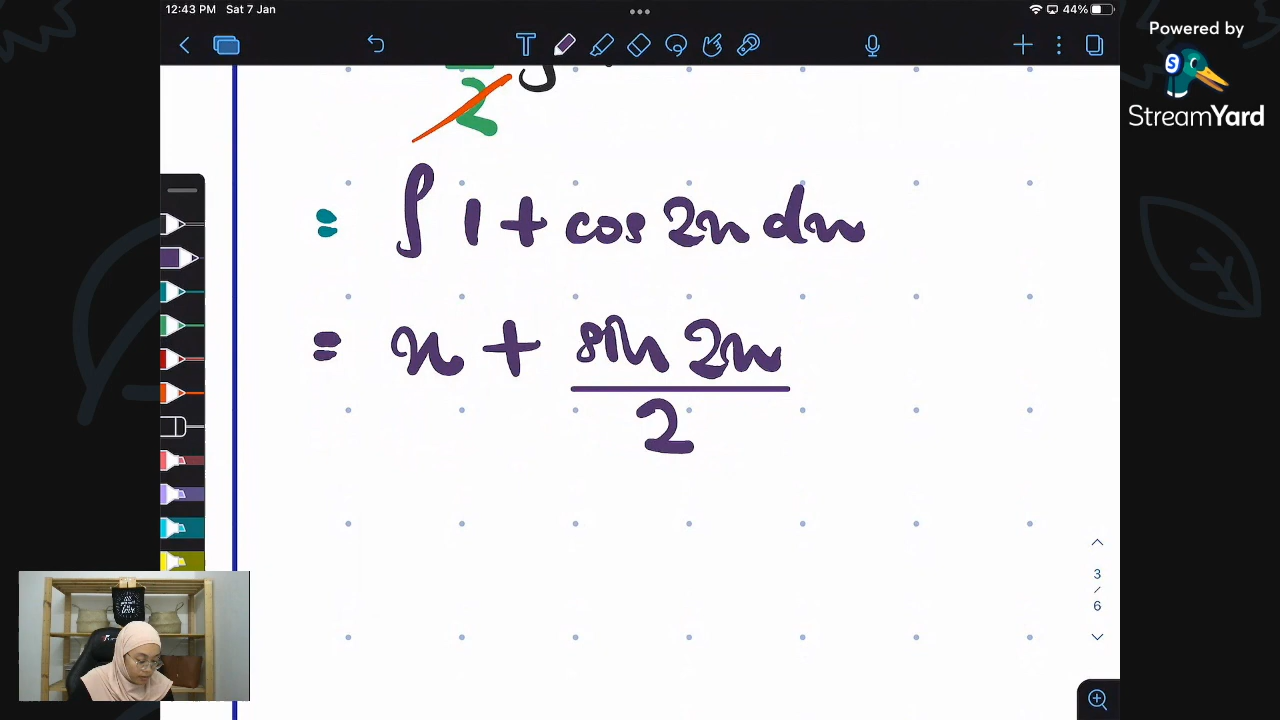 12:43 PM Sat 7 Jan
44%
Powered by
StreamYard
2
= ∫ 1 + cos 2x dx
= x + sin 2x
2
3
/
6